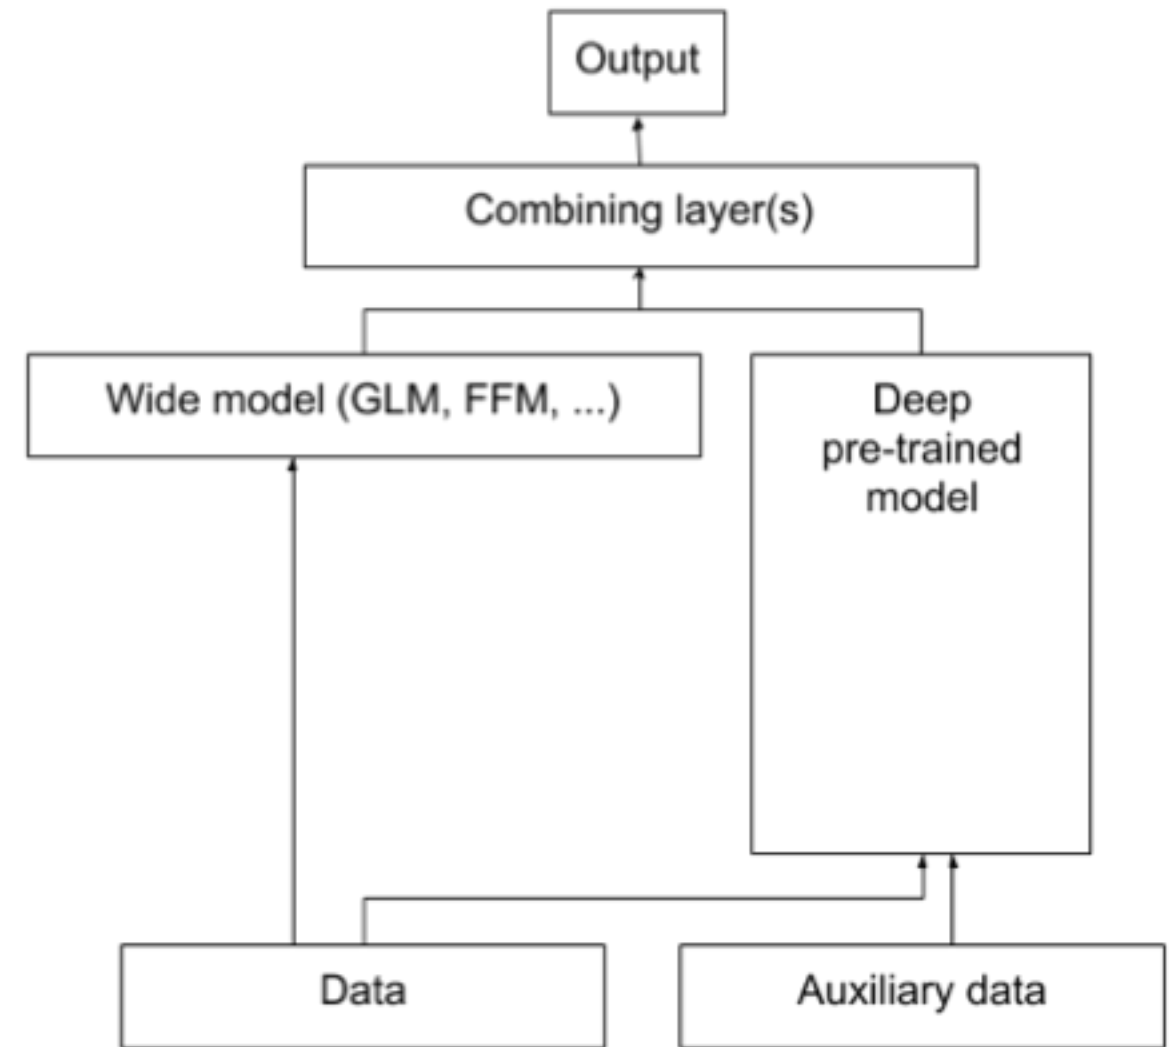 Output
Combining layer(s)
Wide model (GLM, FFM, ...)
Deep
pre-trained
model
Data
Auxiliary data